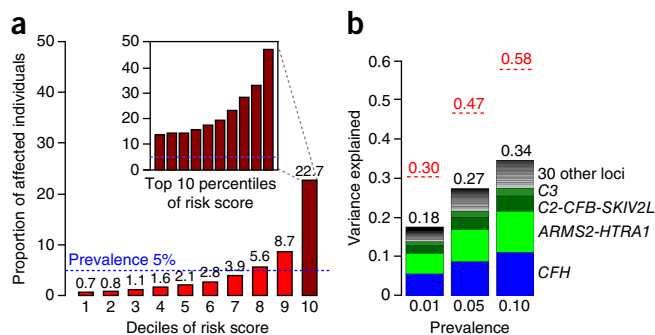 a
Proportion of affected individuals
50
40
30
20
10
0
50
40
30
20
10
0
Top 10 percentiles
of risk score
Prevalence 5%
0.7
0.8
1.1
1.6
2.1
2.8
3.9
5.6
8.7
22.7
1 2 3 4 5 6 7 8 9 10
Deciles of risk score
b
Variance explained
0.6
0.5
0.4
0.3
0.2
0.1
0.0
0.30
0.47
0.58
0.18
0.27
0.34
30 other loci
C3
C2-CFB-SKIV2L
ARMS2-HTRA1
CFH
0.01 0.05 0.10
Prevalence